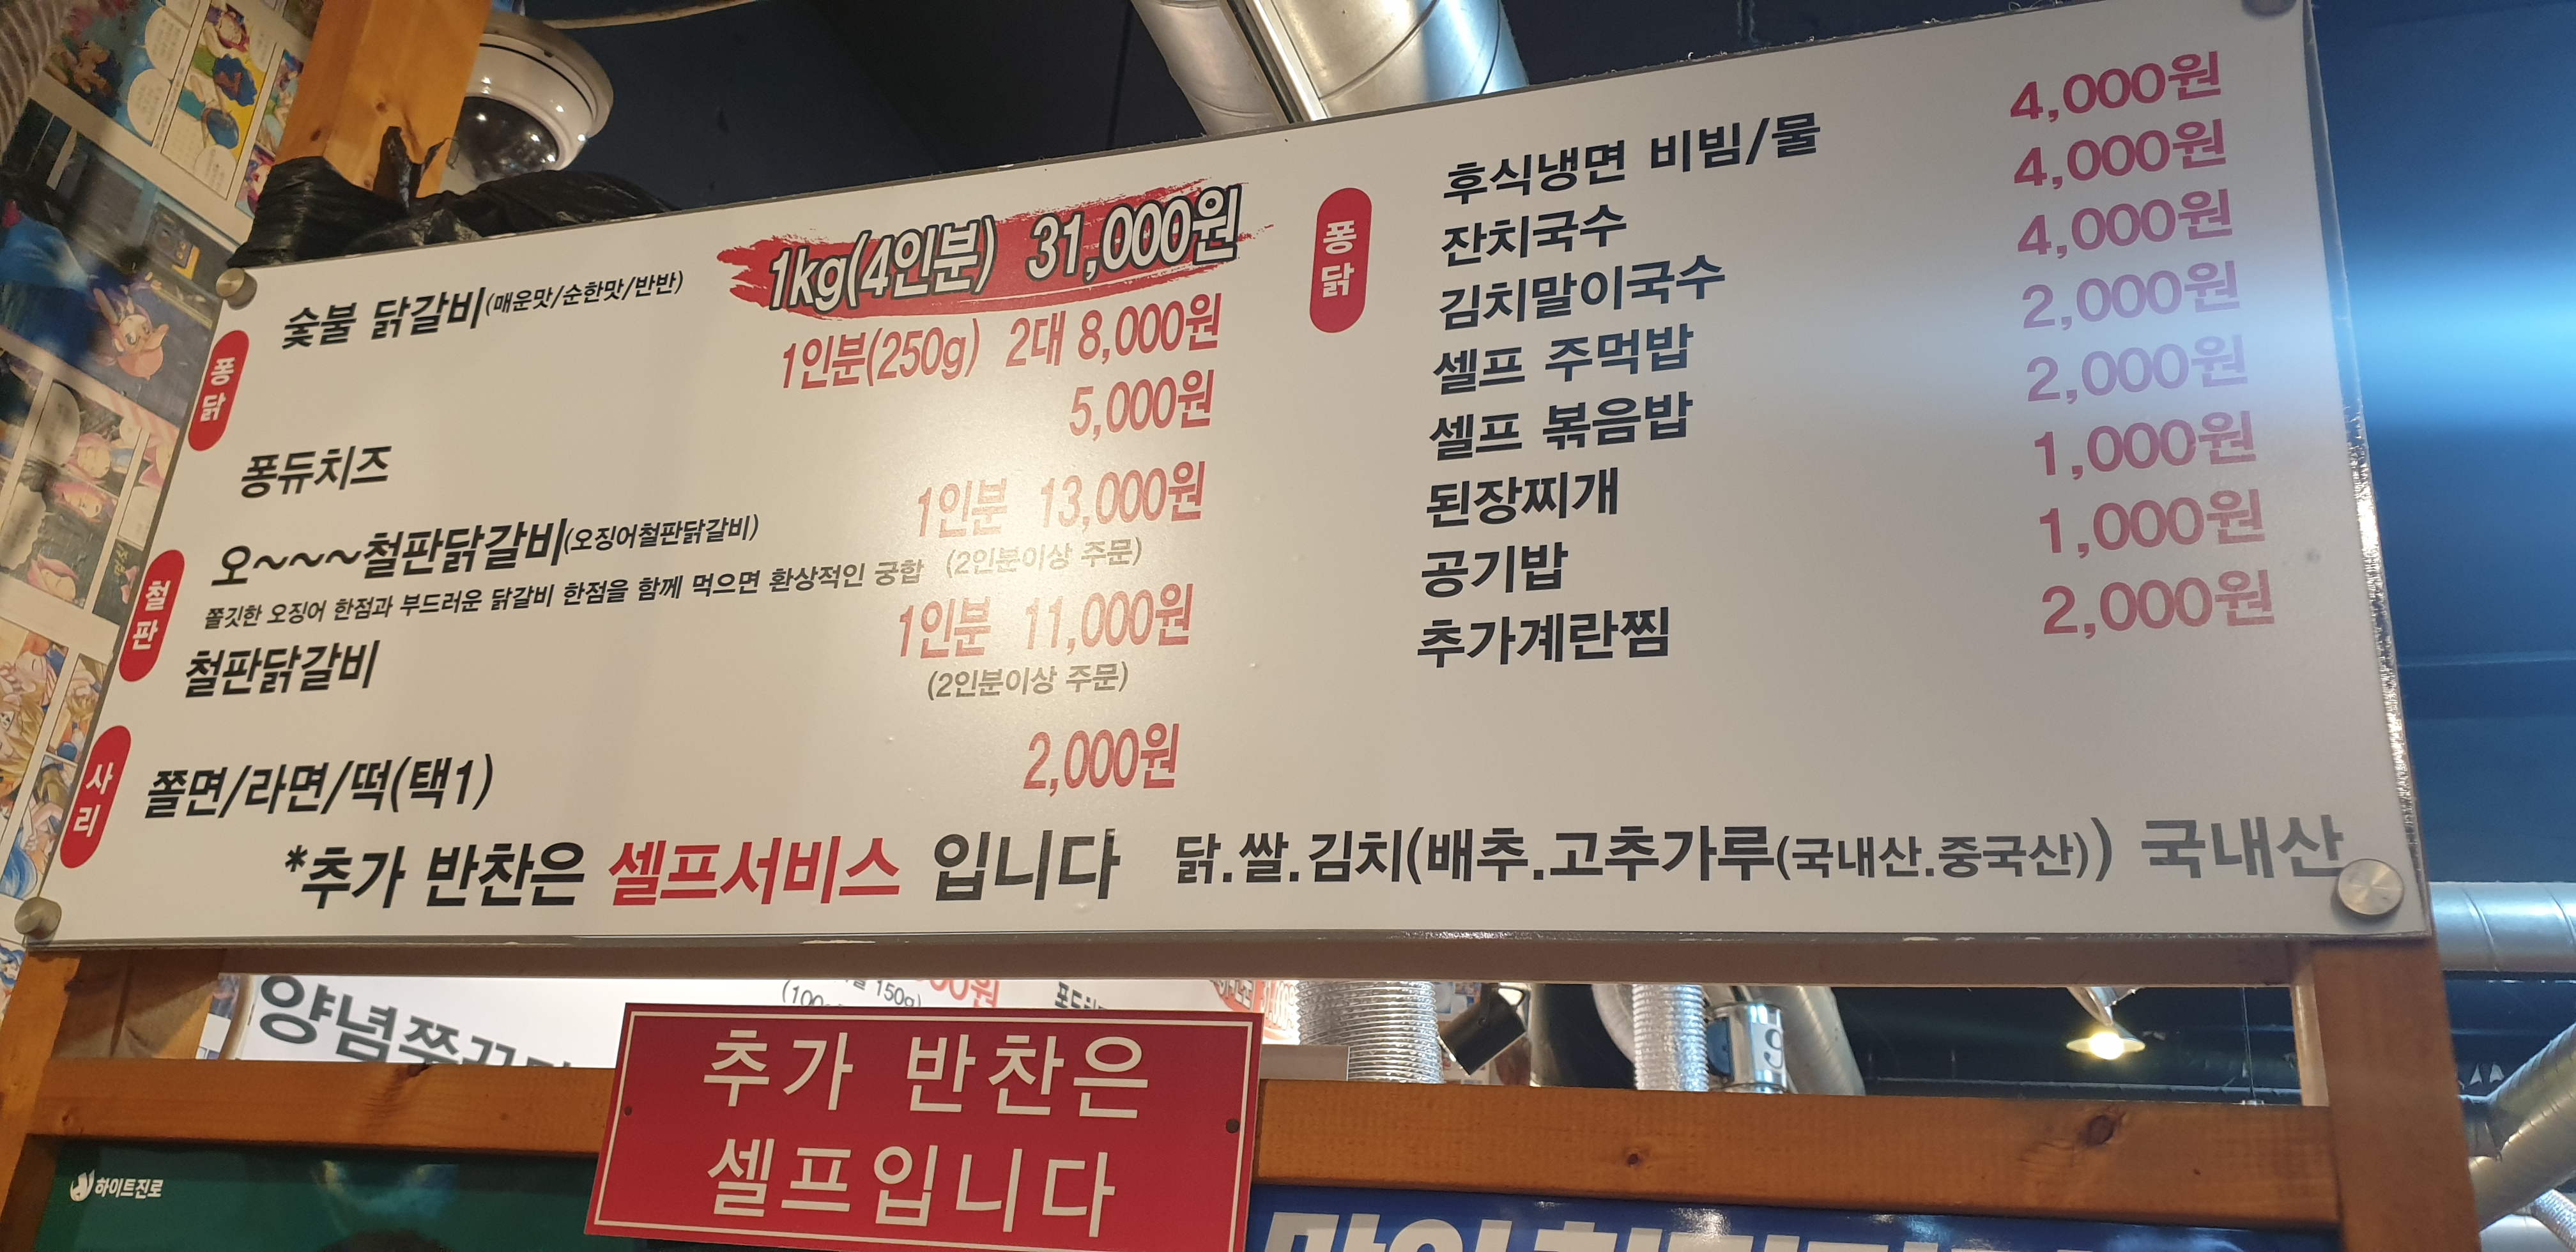 퐁닭
숯불 닭갈비(매운맛/순한맛/반반) 1kg(4인분) 31,000원
1인분(250g) 2대 8,000원
퐁듀치즈 5,000원
철판
오~~~철판닭갈비(오징어철판닭갈비) 1인분 13,000원
쫄깃한 오징어 한점과 부드러운 닭갈비 한점을 함께 먹으면 환상적인 궁합 (2인분이상 주문)
철판닭갈비 1인분 11,000원
(2인분이상 주문)
사리
쫄면/라면/떡(택1) 2,000원
퐁닭
후식냉면 비빔/물 4,000원
잔치국수 4,000원
김치말이국수 4,000원
셀프 주먹밥 2,000원
셀프 볶음밥 2,000원
된장찌개 1,000원
공기밥 1,000원
추가계란찜 2,000원
*추가 반찬은 셀프서비스 입니다 닭.쌀.김치(배추.고추가루(국내산.중국산)) 국내산
추가 반찬은
셀프입니다
하이트진로